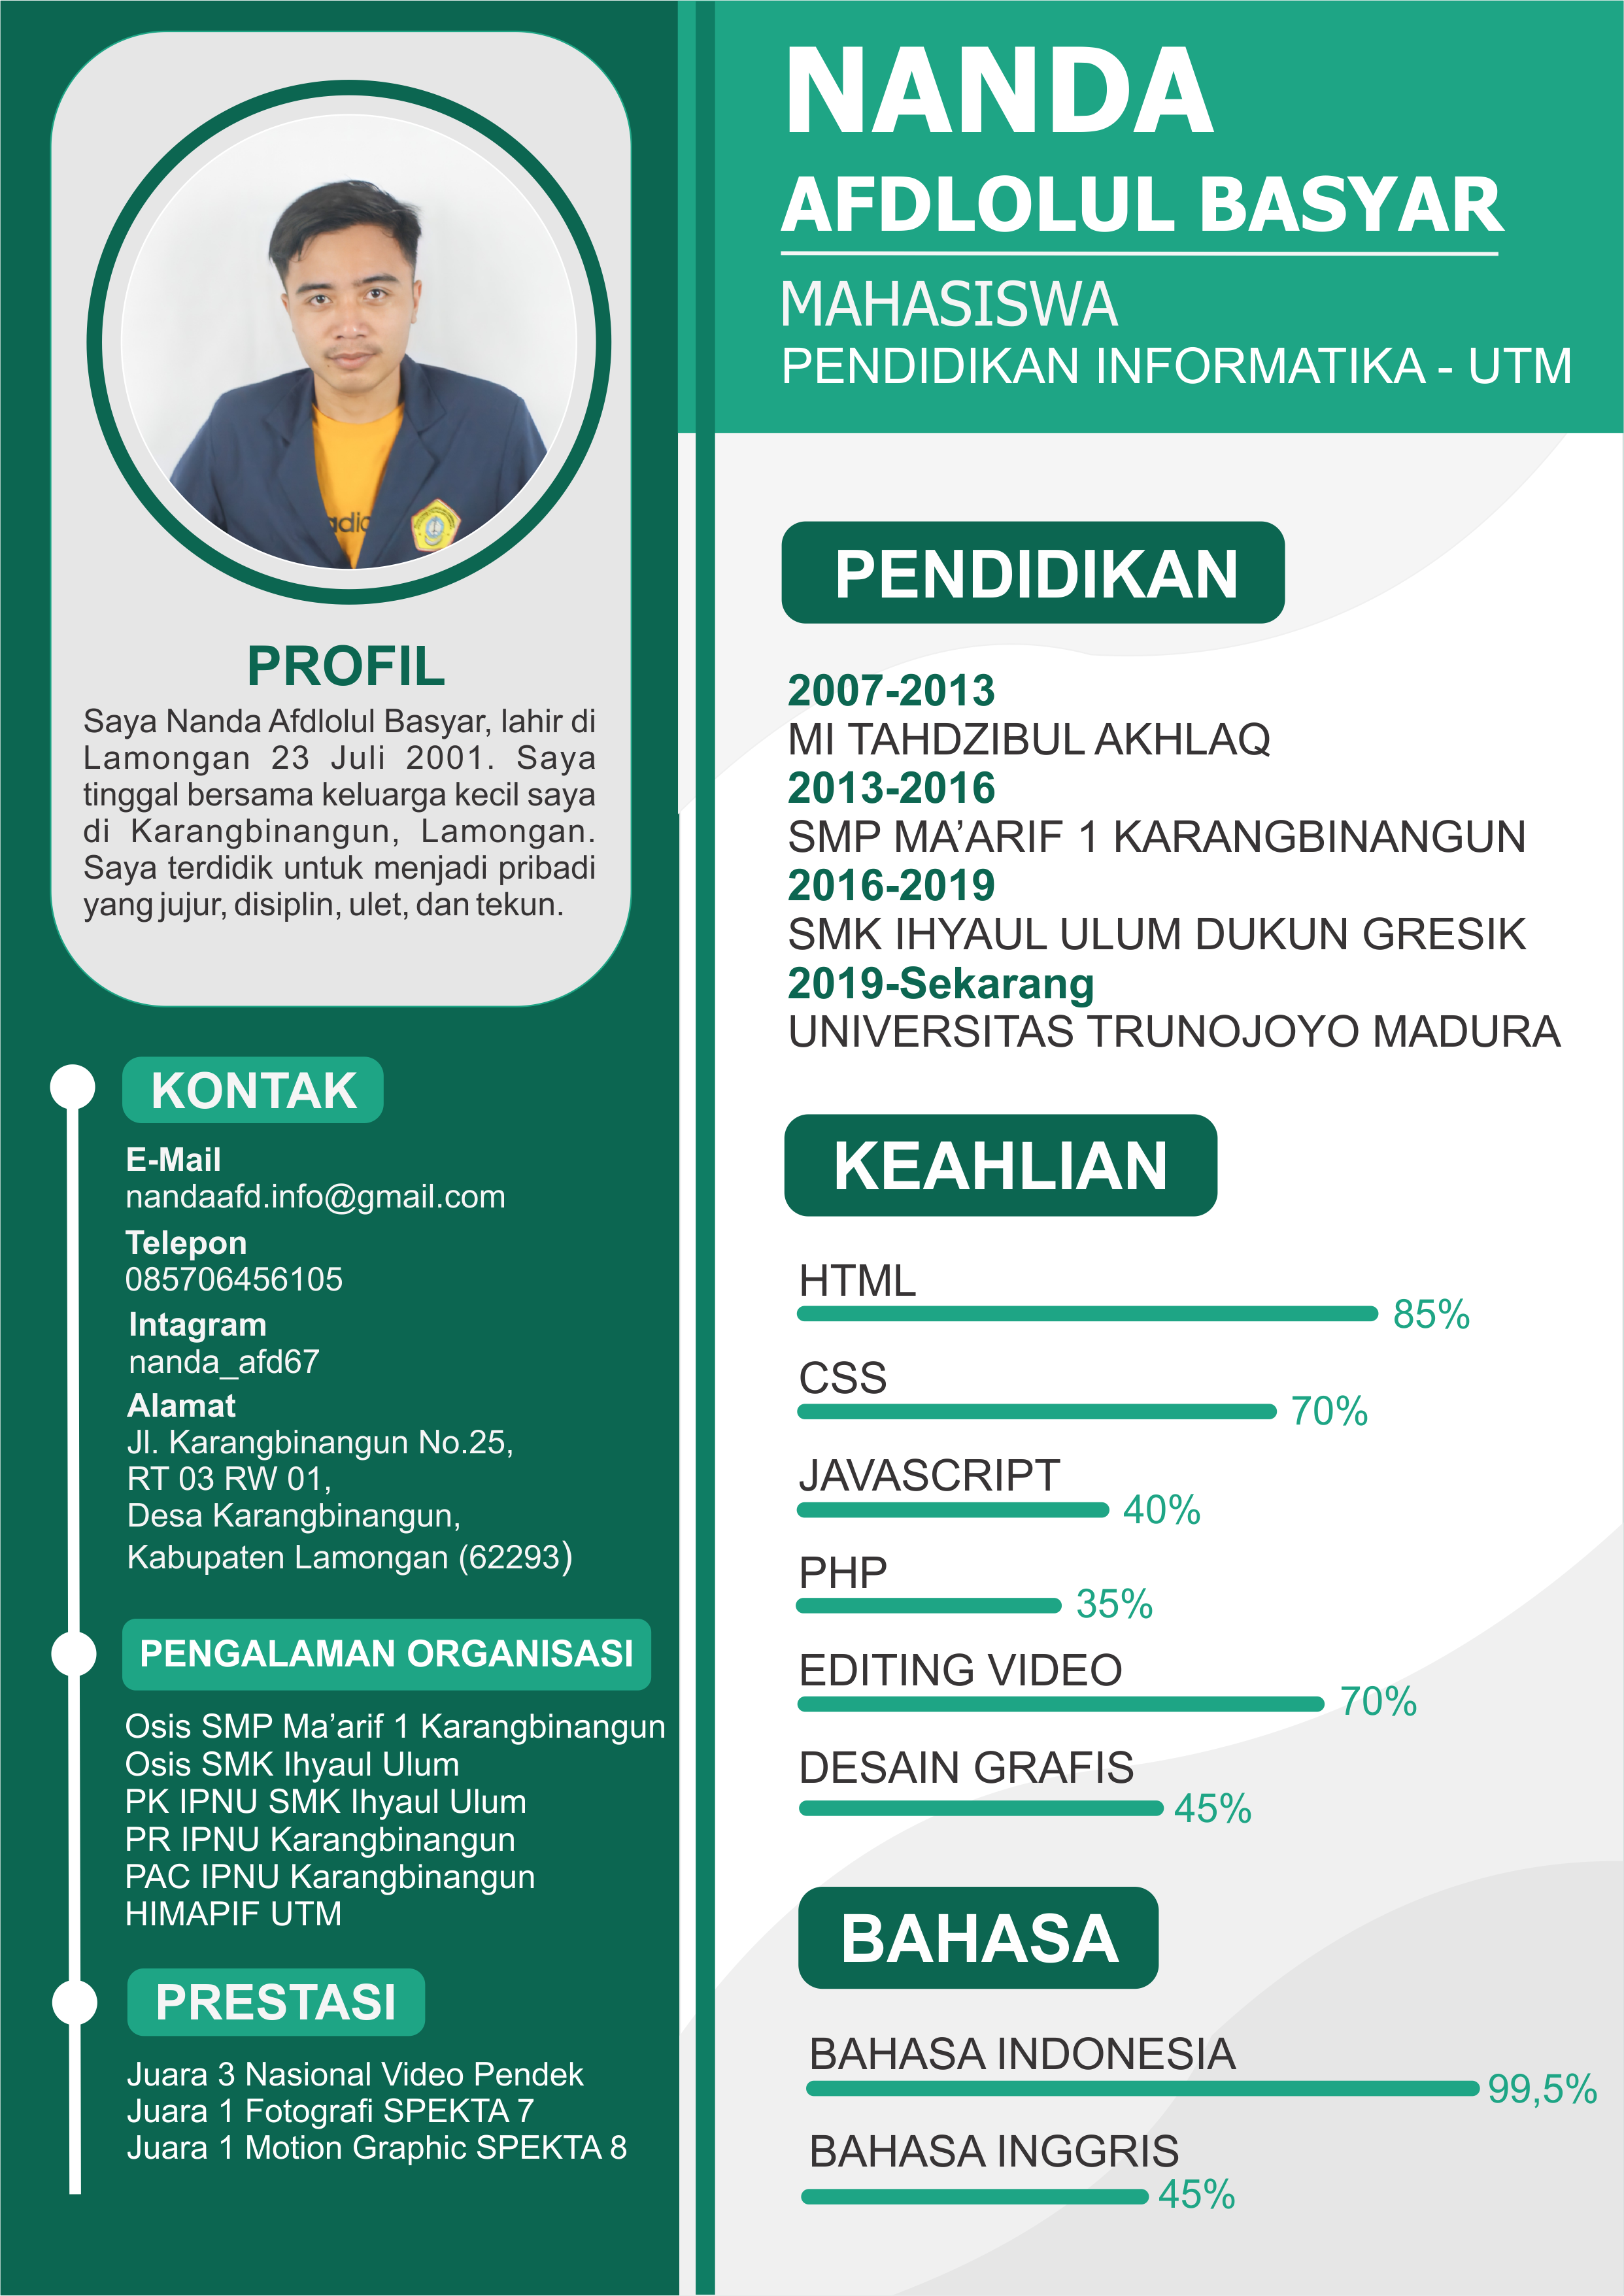 NANDA
AFDLOLUL BASYAR
MAHASISWA
PENDIDIKAN INFORMATIKA - UTM
PROFIL
Saya Nanda Afdlolul Basyar, lahir di
Lamongan 23 Juli 2001. Saya
tinggal bersama keluarga kecil saya
di Karangbinangun, Lamongan.
Saya terdidik untuk menjadi pribadi
yang jujur, disiplin, ulet, dan tekun.
KONTAK
E-Mail
nandaafd.info@gmail.com
Telepon
085706456105
Intagram
nanda_afd67
Alamat
Jl. Karangbinangun No.25,
RT 03 RW 01,
Desa Karangbinangun,
Kabupaten Lamongan (62293)
PENGALAMAN ORGANISASI
Osis SMP Ma’arif 1 Karangbinangun
Osis SMK Ihyaul Ulum
PK IPNU SMK Ihyaul Ulum
PR IPNU Karangbinangun
PAC IPNU Karangbinangun
HIMAPIF UTM
PRESTASI
Juara 3 Nasional Video Pendek
Juara 1 Fotografi SPEKTA 7
Juara 1 Motion Graphic SPEKTA 8
PENDIDIKAN
2007-2013
MI TAHDZIBUL AKHLAQ
2013-2016
SMP MA’ARIF 1 KARANGBINANGUN
2016-2019
SMK IHYAUL ULUM DUKUN GRESIK
2019-Sekarang
UNIVERSITAS TRUNOJOYO MADURA
KEAHLIAN
HTML
85%
CSS
70%
JAVASCRIPT
40%
PHP
35%
EDITING VIDEO
70%
DESAIN GRAFIS
45%
BAHASA
BAHASA INDONESIA
99,5%
BAHASA INGGRIS
45%